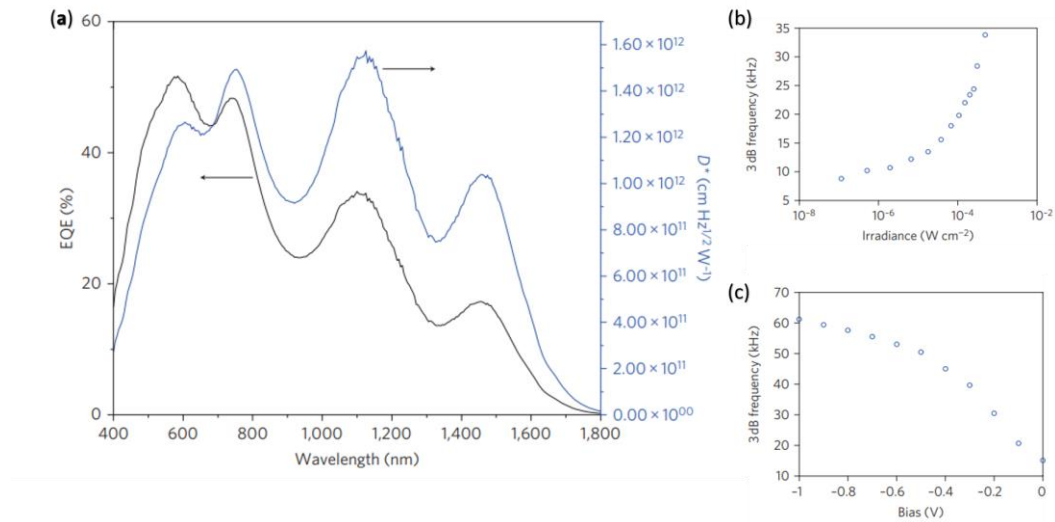 (a)
60
40
20
0
EQE (%)
400
600
800
1,000
1,200
1,400
1,600
1,800
Wavelength (nm)
1.60 × 10¹²
1.40 × 10¹²
1.20 × 10¹²
1.00 × 10¹²
8.00 × 10¹¹
6.00 × 10¹¹
4.00 × 10¹¹
2.00 × 10¹¹
0.00 × 10⁰⁰
D* (cm Hz¹/² W⁻¹)
(b)
35
30
25
20
15
10
5
3 dB frequency (kHz)
10⁻⁸
10⁻⁶
10⁻⁴
10⁻²
Irradiance (W cm⁻²)
(c)
70
60
50
40
30
20
10
3 dB frequency (kHz)
-1
-0.8
-0.6
-0.4
-0.2
0
Bias (V)